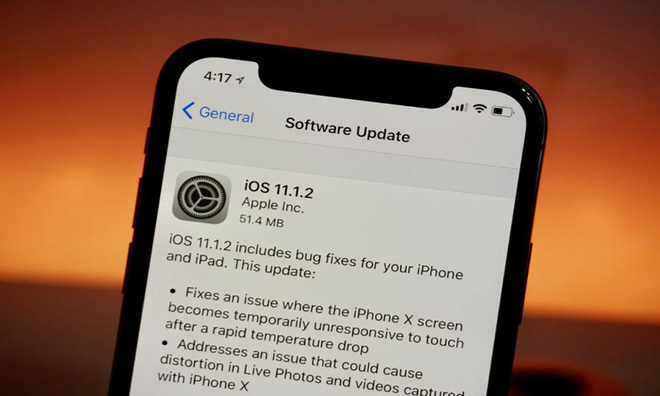 4:17
General
Software Update
iOS 11.1.2
Apple Inc.
51.4 MB
iOS 11.1.2 includes bug fixes for your iPhone
and iPad. This update:
• Fixes an issue where the iPhone X screen
becomes temporarily unresponsive to touch
after a rapid temperature drop
• Addresses an issue that could cause
distortion in Live Photos and videos captured
with iPhone X